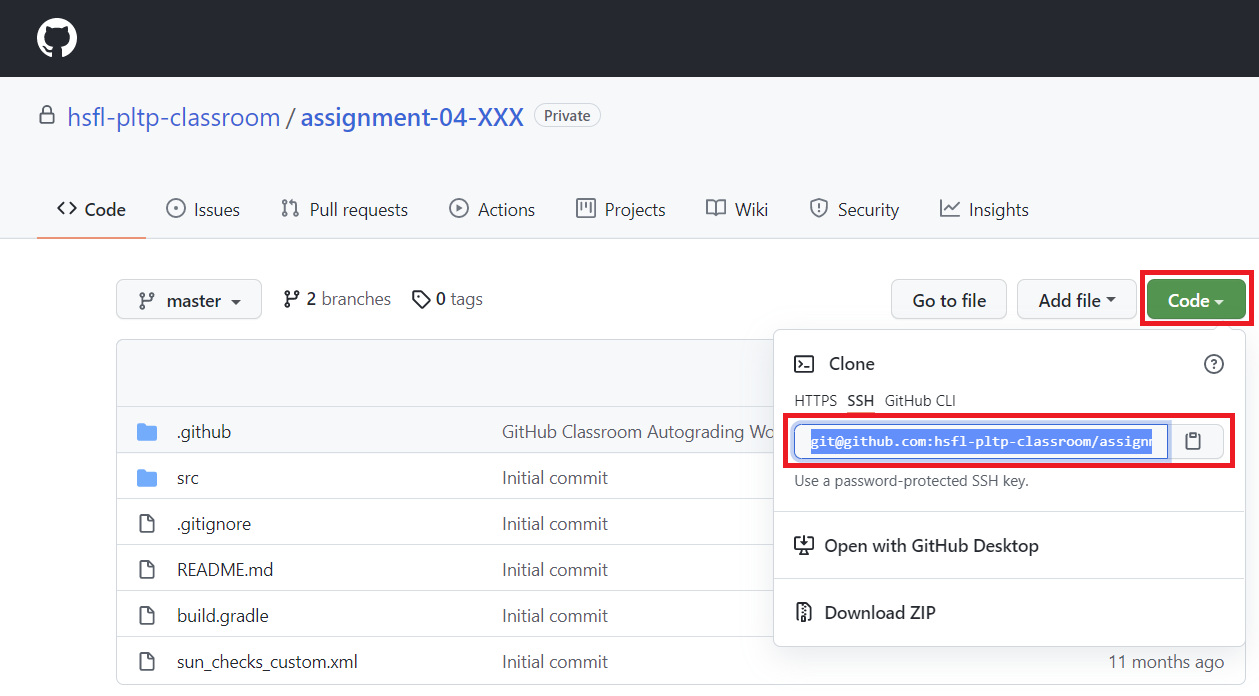 hsfl-pltp-classroom / assignment-04-XXX Private
Code Issues Pull requests Actions Projects Wiki Security Insights
master 2 branches 0 tags Go to file Add file Code
Clone
HTTPS SSH GitHub CLI
.github GitHub Classroom Autograding Wo
git@github.com:hsfl-pltp-classroom/assign
src Initial commit
Use a password-protected SSH key.
.gitignore Initial commit
Open with GitHub Desktop
README.md Initial commit
build.gradle Initial commit
Download ZIP
sun_checks_custom.xml Initial commit 11 months ago